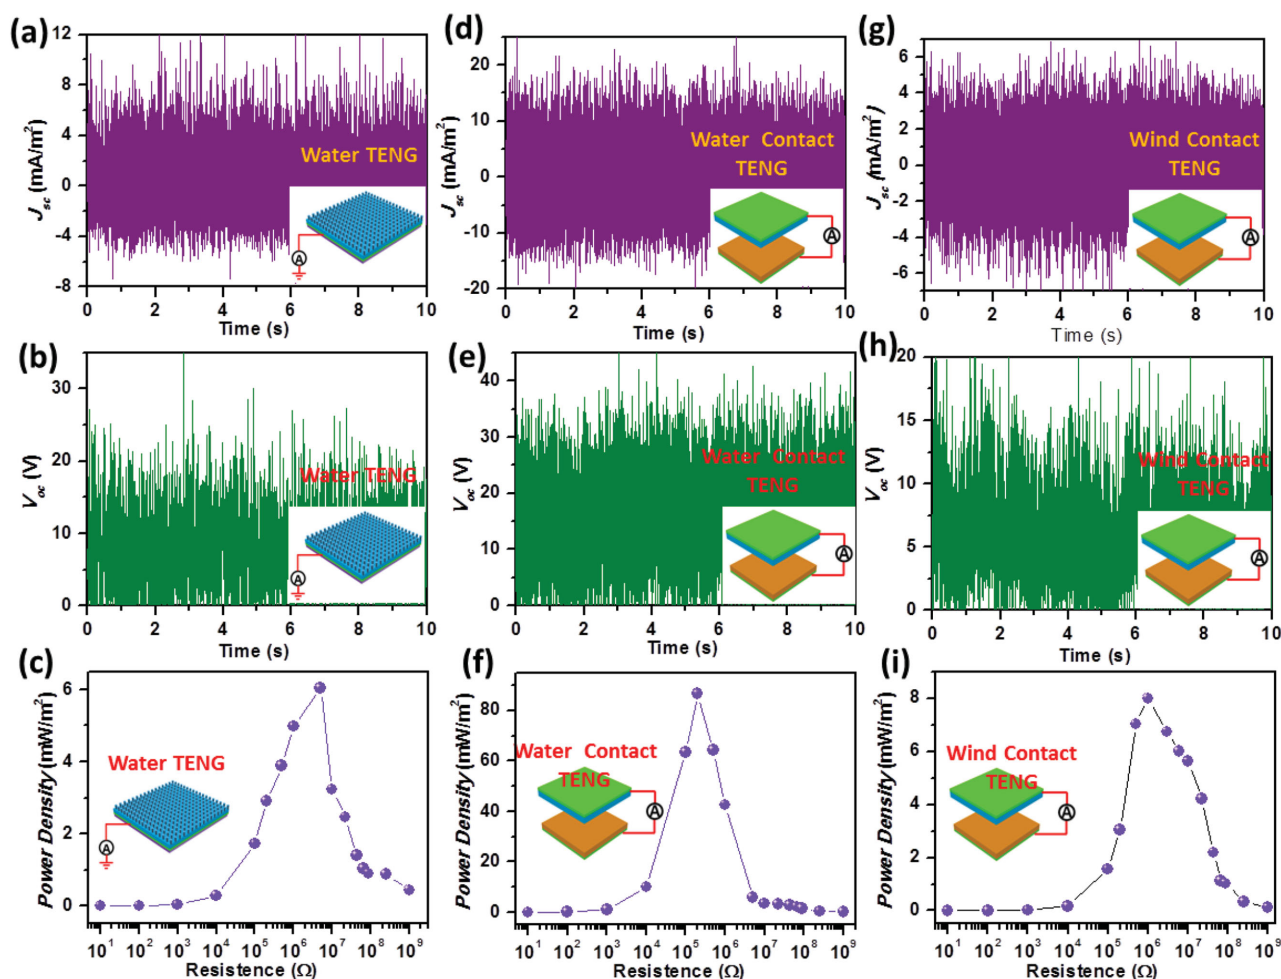 (a)
12
8
4
0
-4
-8
Jsc (mA/m²)
Water TENG
A
0 2 4 6 8 10
Time (s)
(d)
20
10
0
-10
-20
Jsc (mA/m²)
Water Contact
TENG
A
0 2 4 6 8 10
Time (s)
(g)
6
4
2
0
-2
-4
-6
Jsc (mA/m²)
Wind Contact
TENG
A
0 2 4 6 8 10
Time (s)
(b)
30
20
10
0
Voc (V)
Water TENG
A
0 2 4 6 8 10
Time (s)
(e)
40
30
20
10
0
Voc (V)
Water Contact
TENG
A
0 2 4 6 8 10
Time (s)
(h)
20
15
10
5
0
Voc (V)
Wind Contact
TENG
A
0 2 4 6 8 10
Time (s)
(c)
6
4
2
0
Power Density (mW/m²)
Water TENG
A
10¹ 10² 10³ 10⁴ 10⁵ 10⁶ 10⁷ 10⁸ 10⁹
Resistence (Ω)
(f)
80
60
40
20
0
Power Density (mW/m²)
Water Contact
TENG
A
10¹ 10² 10³ 10⁴ 10⁵ 10⁶ 10⁷ 10⁸ 10⁹
Resistence (Ω)
(i)
8
6
4
2
0
Power Density (mW/m²)
Wind Contact
TENG
A
10¹ 10² 10³ 10⁴ 10⁵ 10⁶ 10⁷ 10⁸ 10⁹
Resistence (Ω)